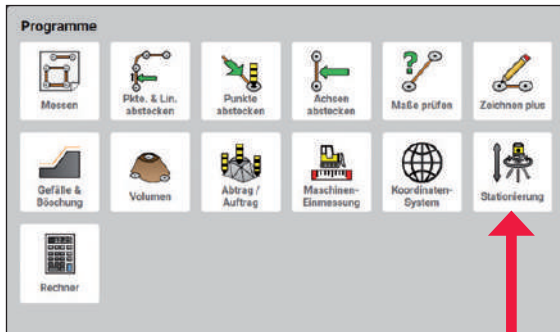 Programme
Messen
Pkte. & Lin.
abstecken
Punkte
abstecken
Achsen
abstecken
Maße prüfen
Zeichnen plus
Gefälle &
Böschung
Volumen
Abtrag /
Auftrag
Maschinen-
Einmessung
Koordinaten-
System
Stationierung
Rechner